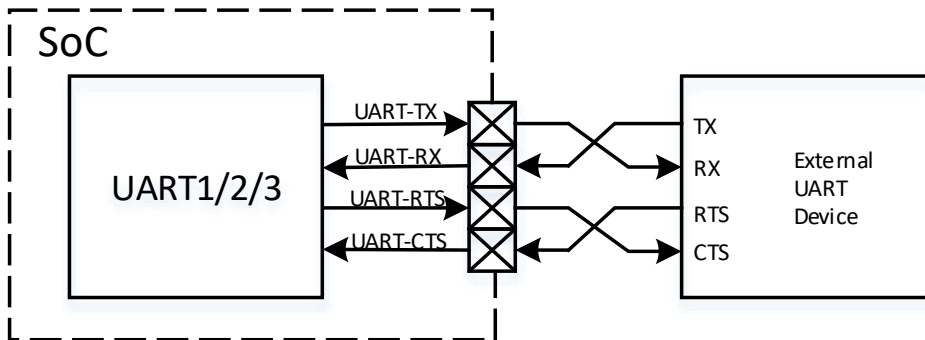 SoC
UART1/2/3
UART-TX
UART-RX
UART-RTS
UART-CTS
TX
RX
RTS
CTS
External
UART
Device